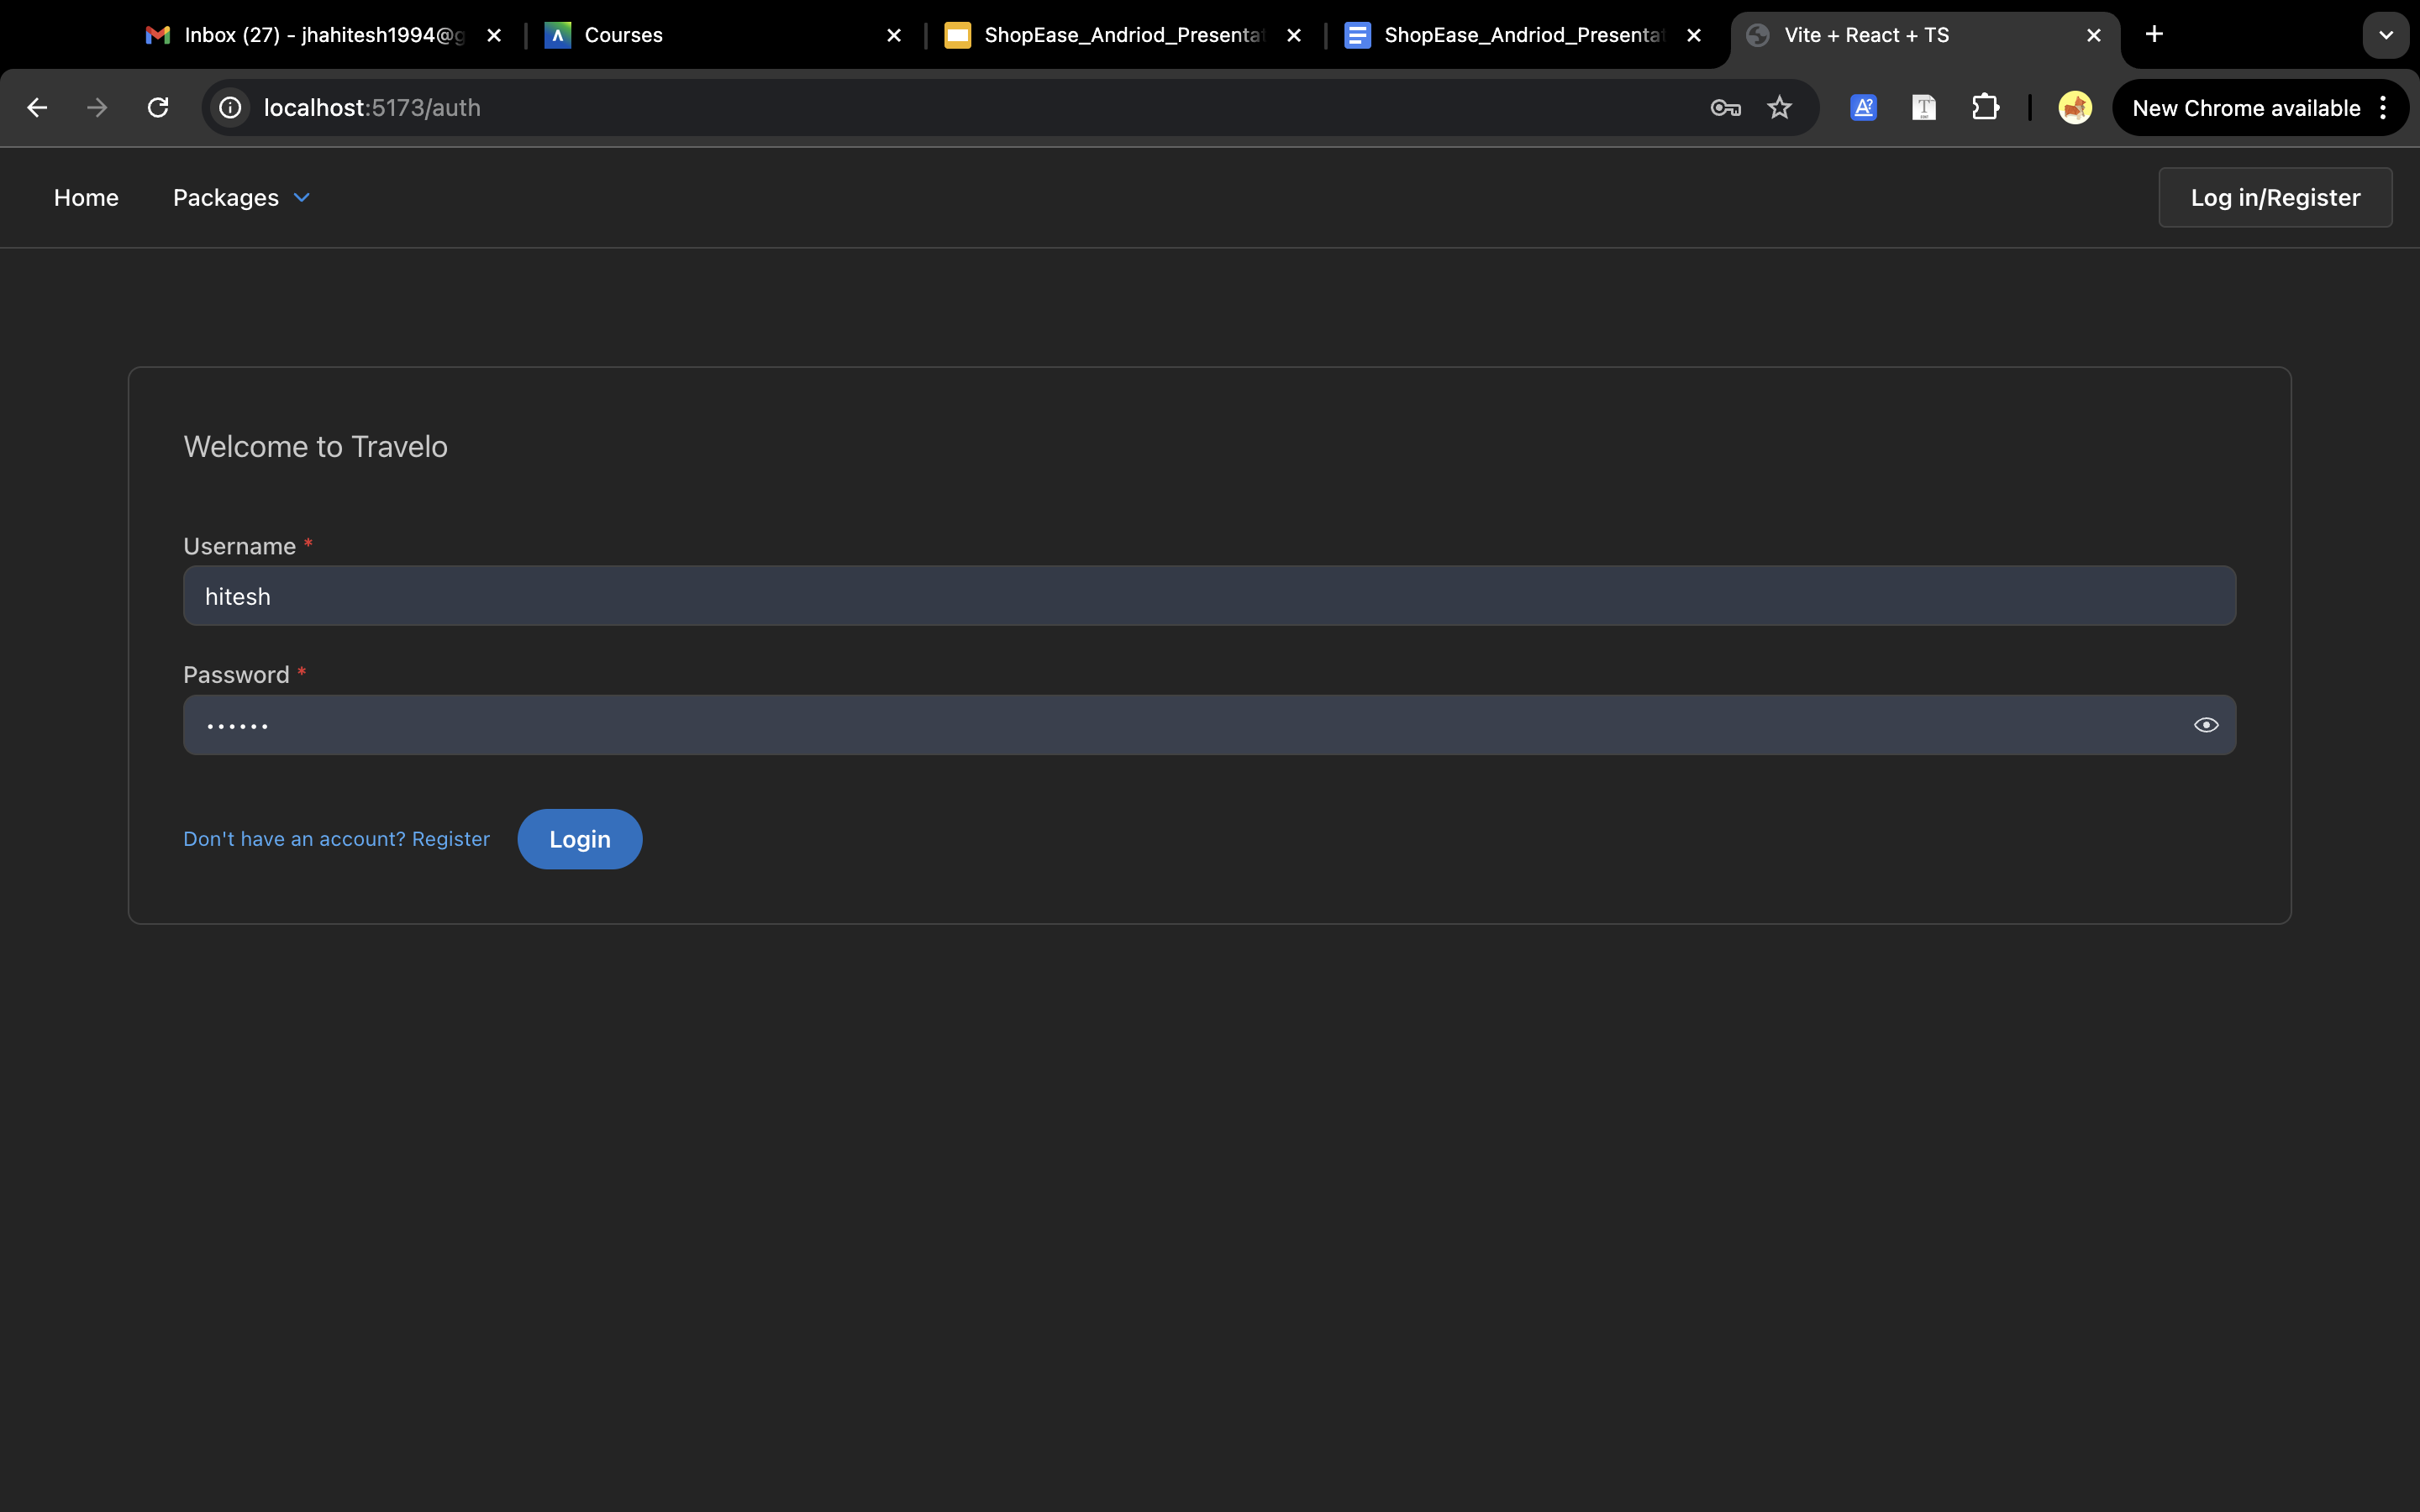 Inbox (27) - jhahitesh1994@g
Courses
ShopEase_Andriod_Presentat
ShopEase_Andriod_Presentat
Vite + React + TS
localhost:5173/auth
New Chrome available
Home
Packages
Log in/Register
Welcome to Travelo
Username *
hitesh
Password *
••••••
Don't have an account? Register
Login